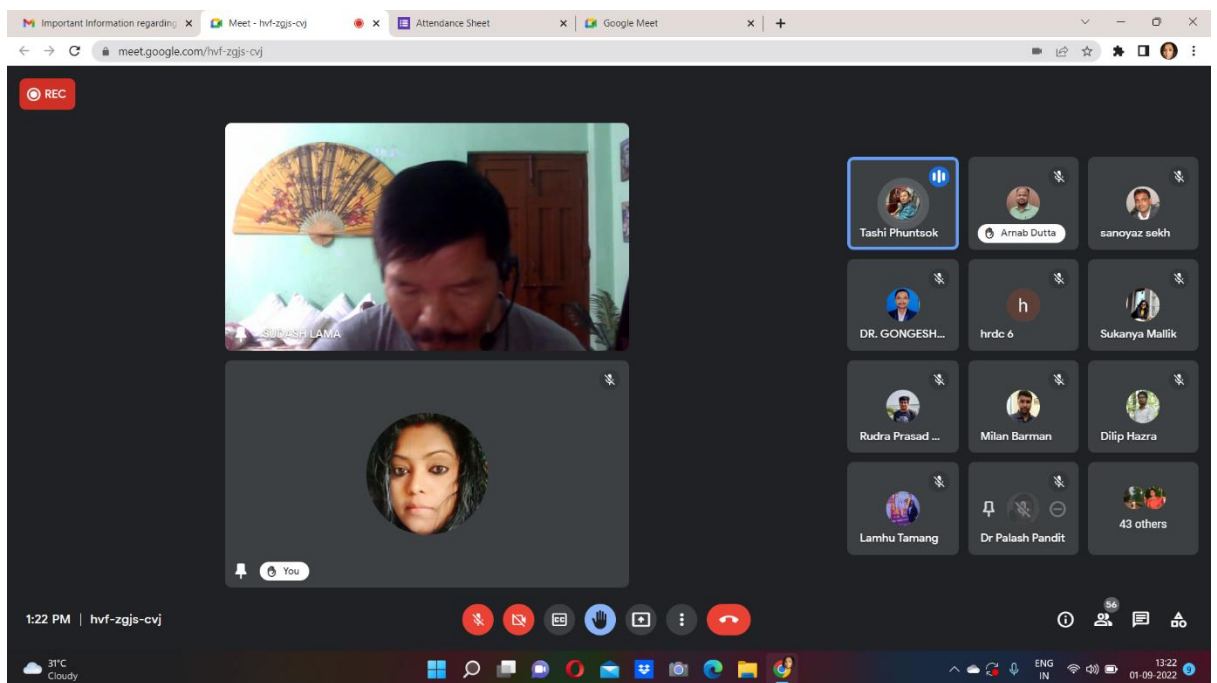 Important Information regarding
Meet - hvf-zgjs-cvj
Attendance Sheet
Google Meet
meet.google.com/hvf-zgjs-cvj
REC
SUDASH LAMA
You
Tashi Phuntsok
Arnab Dutta
sanoyaz sekh
DR. GONGESH...
h
hrdc 6
Sukanya Mallik
Rudra Prasad ...
Milan Barman
Dilip Hazra
Lamhu Tamang
Dr Palash Pandit
43 others
1:22 PM | hvf-zgjs-cvj
CC
56
31°C
Cloudy
ENG
IN
13:22
01-09-2022
9